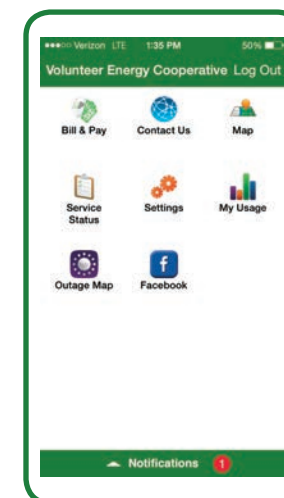 Verizon LTE 1:35 PM 50%
Volunteer Energy Cooperative Log Out
Bill & Pay Contact Us Map
Service Status Settings My Usage
Outage Map Facebook
Notifications 1